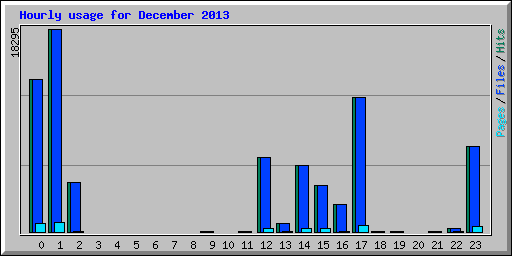 Hourly usage for December 2013
18295
Pages/Files/Hits
0 1 2 3 4 5 6 7 8 9 10 11 12 13 14 15 16 17 18 19 20 21 22 23